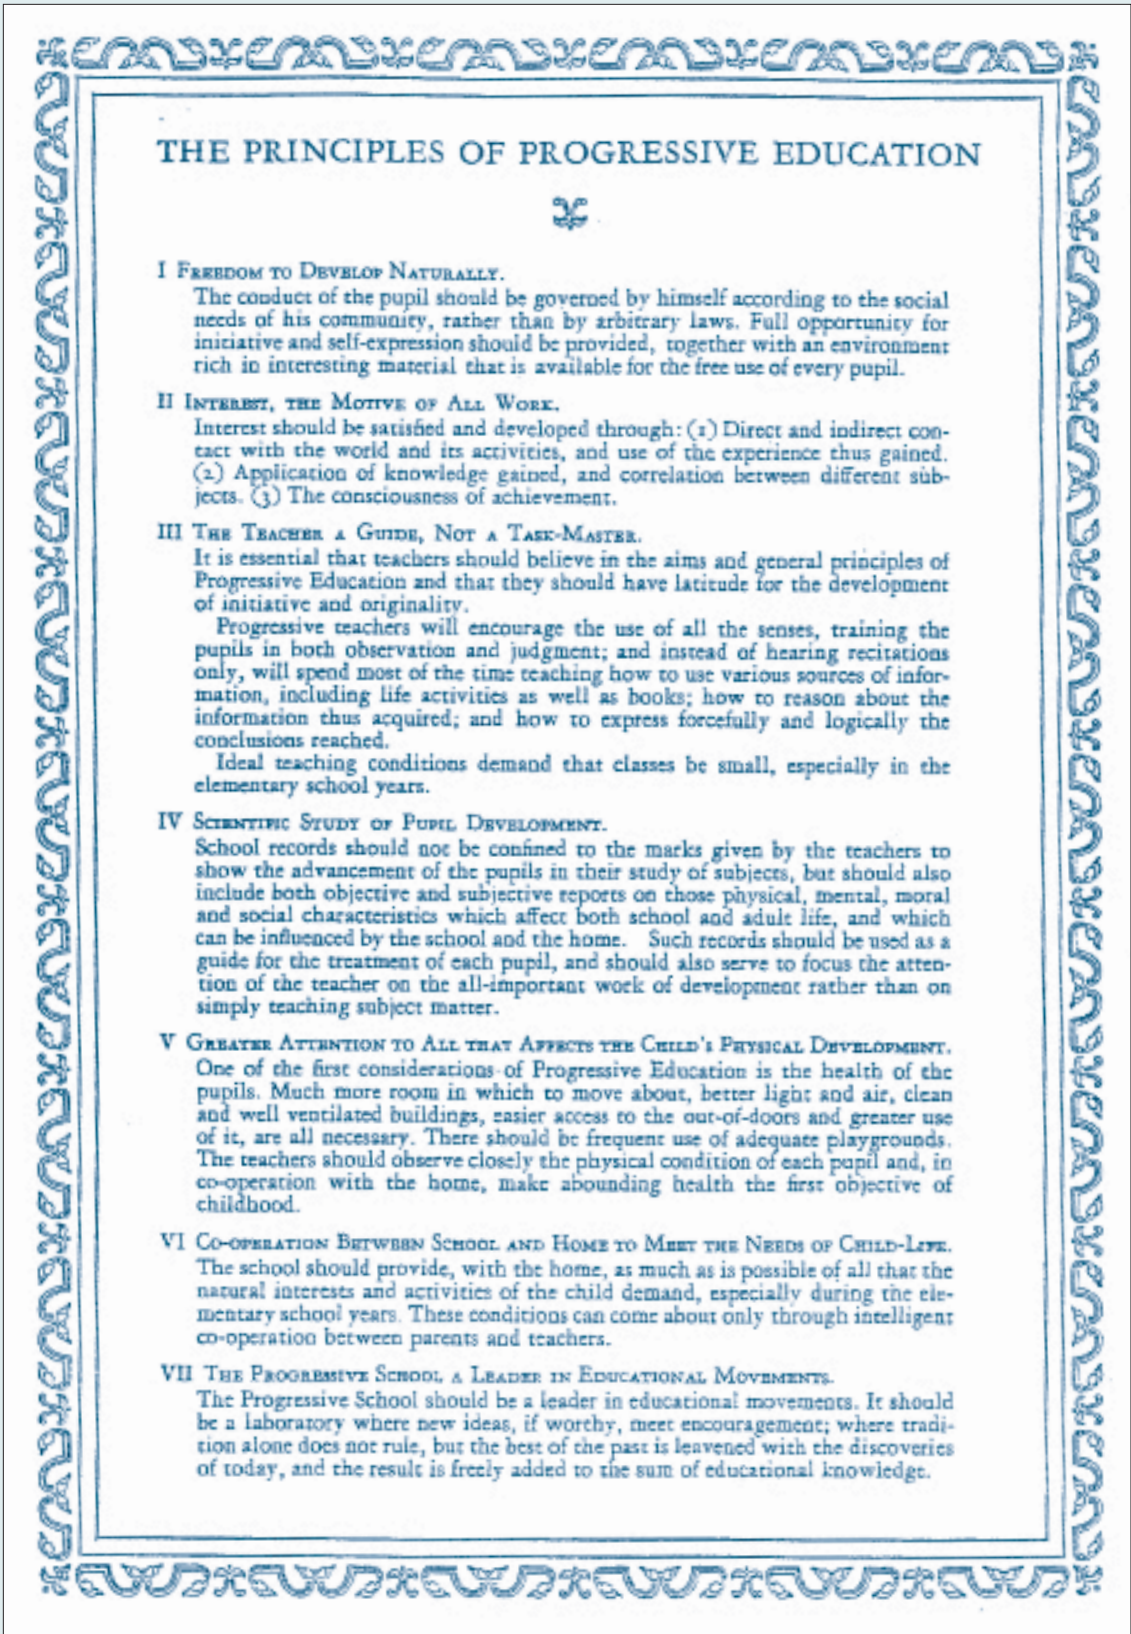 THE PRINCIPLES OF PROGRESSIVE EDUCATION
I FREEDOM TO DEVELOP NATURALLY.
The conduct of the pupil should be governed by himself according to the social
needs of his community, rather than by arbitrary laws. Full opportunity for
initiative and self-expression should be provided, together with an environment
rich in interesting material that is available for the free use of every pupil.
II INTEREST, THE MOTIVE OF ALL WORK.
Interest should be satisfied and developed through: (1) Direct and indirect con-
tact with the world and its activities, and use of the experience thus gained.
(2) Application of knowledge gained, and correlation between different sub-
jects. (3) The consciousness of achievement.
III THE TEACHER A GUIDE, NOT A TASK-MASTER.
It is essential that teachers should believe in the aims and general principles of
Progressive Education and that they should have latitude for the development
of initiative and originality.
Progressive teachers will encourage the use of all the senses, training the
pupils in both observation and judgment; and instead of hearing recitations
only, will spend most of the time teaching how to use various sources of infor-
mation, including life activities as well as books; how to reason about the
information thus acquired; and how to express forcefully and logically the
conclusions reached.
Ideal teaching conditions demand that classes be small, especially in the
elementary school years.
IV SCIENTIFIC STUDY OF PUPIL DEVELOPMENT.
School records should not be confined to the marks given by the teachers to
show the advancement of the pupils in their study of subjects, but should also
include both objective and subjective reports on those physical, mental, moral
and social characteristics which affect both school and adult life, and which
can be influenced by the school and the home. Such records should be used as a
guide for the treatment of each pupil, and should also serve to focus the atten-
tion of the teacher on the all-important work of development rather than on
simply teaching subject matter.
V GREATER ATTENTION TO ALL THAT AFFECTS THE CHILD'S PHYSICAL DEVELOPMENT.
One of the first considerations of Progressive Education is the health of the
pupils. Much more room in which to move about, better light and air, clean
and well ventilated buildings, easier access to the out-of-doors and greater use
of it, are all necessary. There should be frequent use of adequate playgrounds.
The teachers should observe closely the physical condition of each pupil and, in
co-operation with the home, make abounding health the first objective of
childhood.
VI CO-OPERATION BETWEEN SCHOOL AND HOME TO MEET THE NEEDS OF CHILD-LIFE.
The school should provide, with the home, as much as is possible of all that the
natural interests and activities of the child demand, especially during the ele-
mentary school years. These conditions can come about only through intelligent
co-operation between parents and teachers.
VII THE PROGRESSIVE SCHOOL A LEADER IN EDUCATIONAL MOVEMENTS.
The Progressive School should be a leader in educational movements. It should
be a laboratory where new ideas, if worthy, meet encouragement; where tradi-
tion alone does not rule, but the best of the past is leavened with the discoveries
of today, and the result is freely added to the sum of educational knowledge.